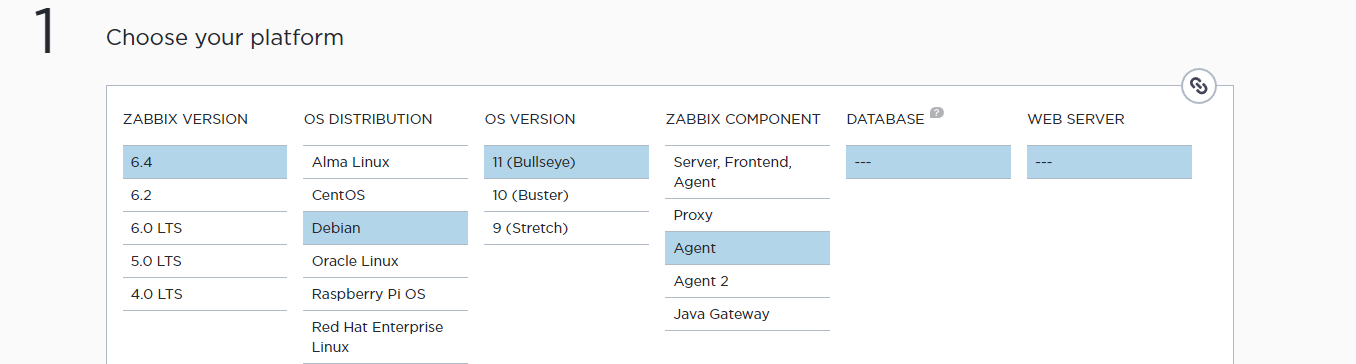 1
Choose your platform
ZABBIX VERSION
6.4
6.2
6.0 LTS
5.0 LTS
4.0 LTS
OS DISTRIBUTION
Alma Linux
CentOS
Debian
Oracle Linux
Raspberry Pi OS
Red Hat Enterprise
Linux
OS VERSION
11 (Bullseye)
10 (Buster)
9 (Stretch)
ZABBIX COMPONENT
Server, Frontend,
Agent
Proxy
Agent
Agent 2
Java Gateway
DATABASE ?
---
WEB SERVER
---